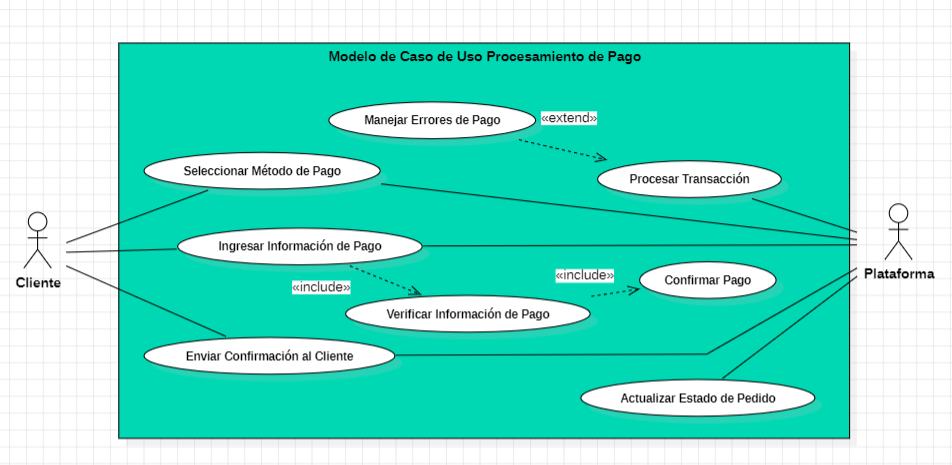 Modelo de Caso de Uso Procesamiento de Pago
Manejar Errores de Pago
«extend»
Seleccionar Método de Pago
Procesar Transacción
Ingresar Información de Pago
Cliente
Plataforma
«include»
«include»
Confirmar Pago
Verificar Información de Pago
Enviar Confirmación al Cliente
Actualizar Estado de Pedido